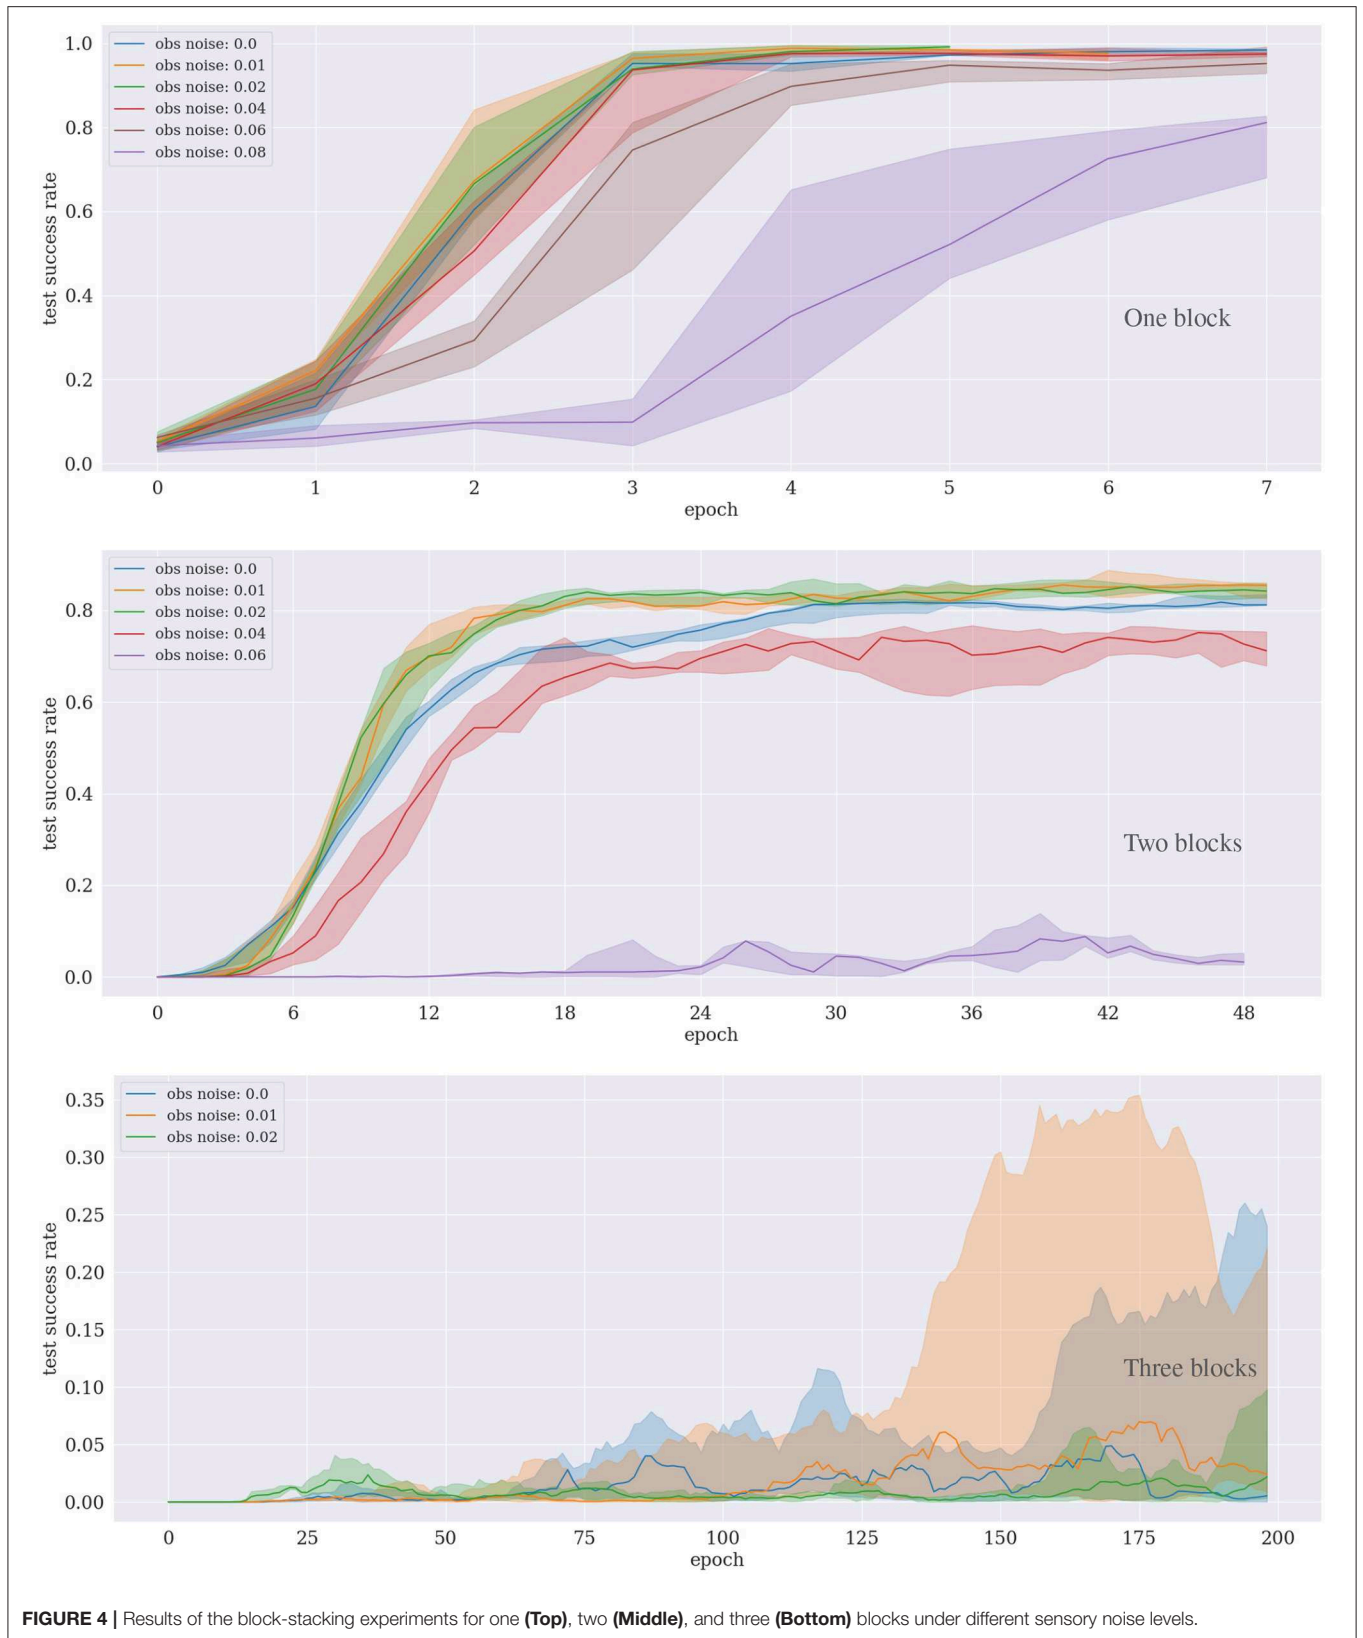 1.0
0.8
0.6
0.4
0.2
0.0
test success rate
obs noise: 0.0
obs noise: 0.01
obs noise: 0.02
obs noise: 0.04
obs noise: 0.06
obs noise: 0.08
One block
0 1 2 3 4 5 6 7
epoch
0.8
0.6
0.4
0.2
0.0
test success rate
obs noise: 0.0
obs noise: 0.01
obs noise: 0.02
obs noise: 0.04
obs noise: 0.06
Two blocks
0 6 12 18 24 30 36 42 48
epoch
0.35
0.30
0.25
0.20
0.15
0.10
0.05
0.00
test success rate
obs noise: 0.0
obs noise: 0.01
obs noise: 0.02
Three blocks
0 25 50 75 100 125 150 175 200
epoch
FIGURE 4 | Results of the block-stacking experiments for one (Top), two (Middle), and three (Bottom) blocks under different sensory noise levels.